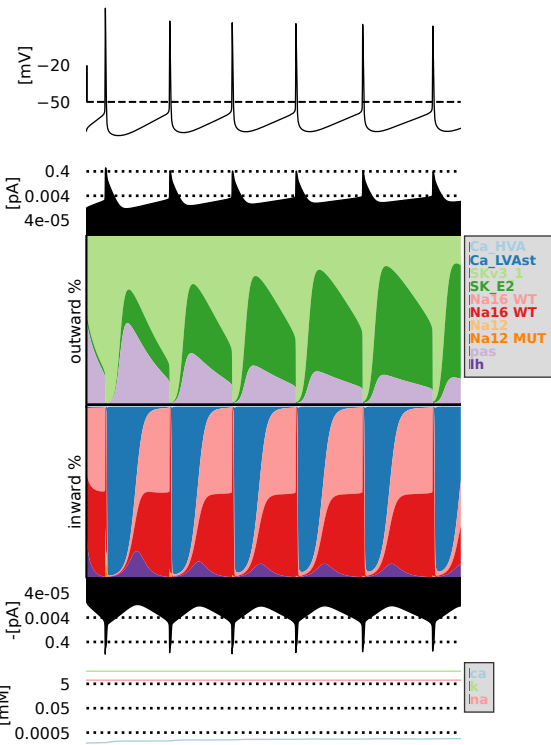 [mV]
−20
−50
[pA]
0.4
0.004
4e-05
outward %
Ca_HVA
Ca_LVAst
SKv3_1
SK_E2
Na16 WT
Na16 WT
Na12
Na12 MUT
pas
Ih
inward %
4e-05
-[pA]
0.004
0.4
ca
k
na
[mM]
5
0.05
0.0005